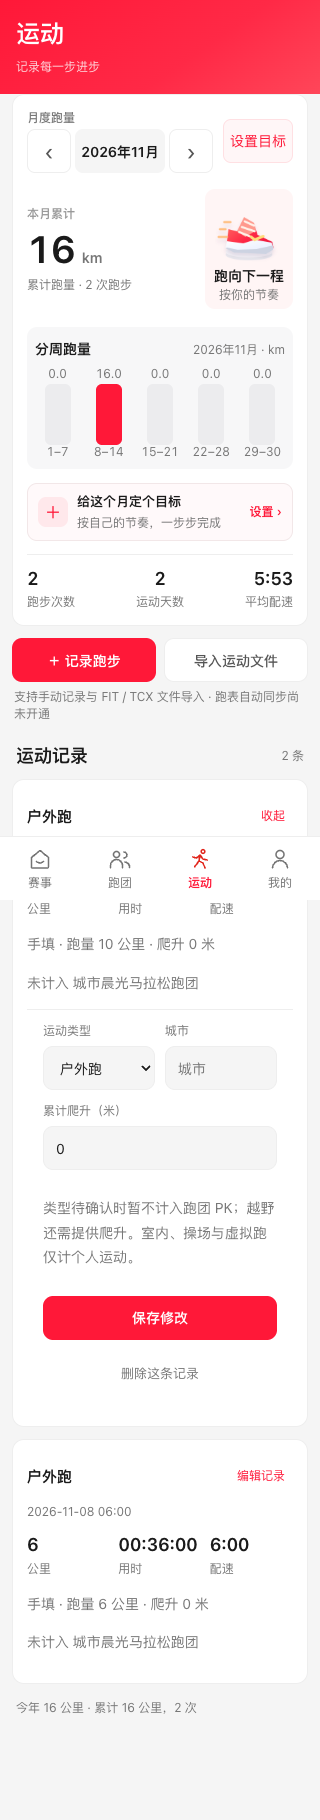 运动
记录每一步进步
月度跑量
‹ 2026年11月 › 设置目标
本月累计
16 km
累计跑量 · 2 次跑步
跑向下一程
按你的节奏
分周跑量 2026年11月 · km
0.0 16.0 0.0 0.0 0.0
1–7 8–14 15–21 22–28 29–30
给这个月定个目标
按自己的节奏，一步步完成
设置 ›
2 2 5:53
跑步次数 运动天数 平均配速
+ 记录跑步 导入运动文件
支持手动记录与 FIT / TCX 文件导入 · 跑表自动同步尚
未开通
运动记录 2 条
户外跑 收起
赛事 跑团 运动 我的
公里 用时 配速
手填 · 跑量 10 公里 · 爬升 0 米
未计入 城市晨光马拉松跑团
运动类型 城市
户外跑 城市
累计爬升（米）
0
类型待确认时暂不计入跑团 PK；越野
还需提供爬升。室内、操场与虚拟跑
仅计个人运动。
保存修改
删除这条记录
户外跑 编辑记录
2026-11-08 06:00
6 00:36:00 6:00
公里 用时 配速
手填 · 跑量 6 公里 · 爬升 0 米
未计入 城市晨光马拉松跑团
今年 16 公里 · 累计 16 公里，2 次